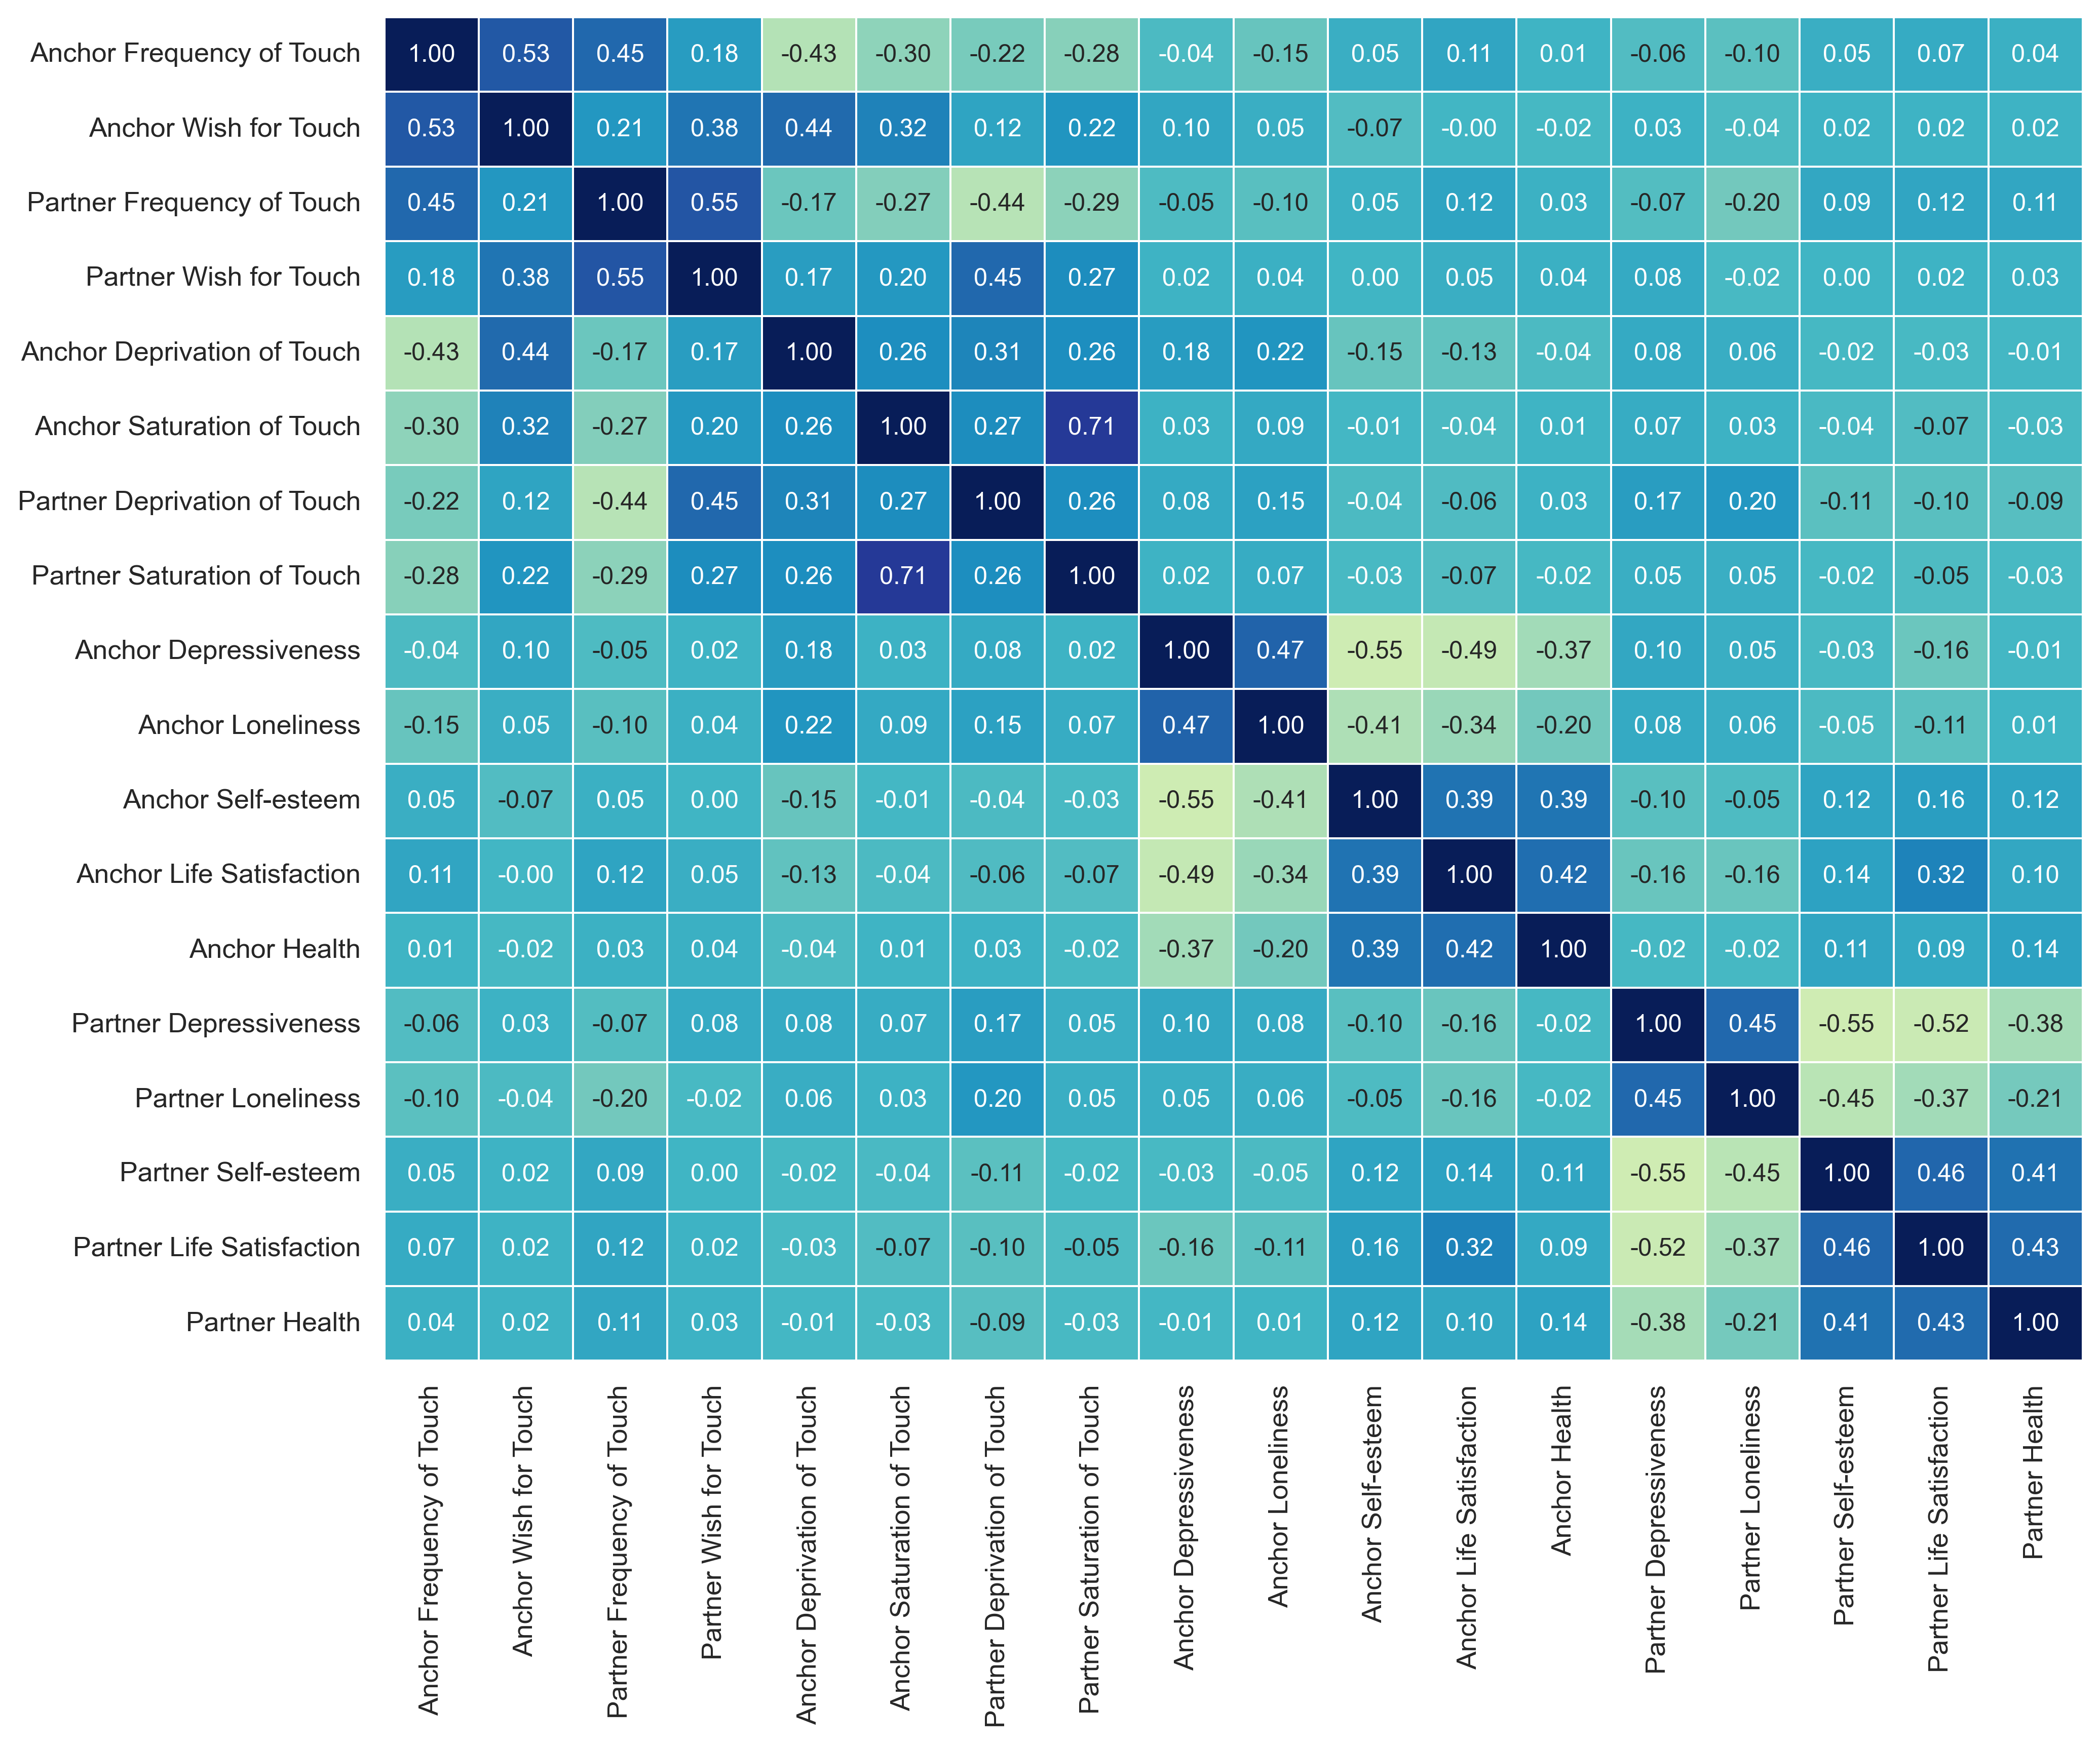 Anchor Frequency of Touch 1.00 0.53 0.45 0.18 -0.43 -0.30 -0.22 -0.28 -0.04 -0.15 0.05 0.11 0.01 -0.06 -0.10 0.05 0.07 0.04
Anchor Wish for Touch 0.53 1.00 0.21 0.38 0.44 0.32 0.12 0.22 0.10 0.05 -0.07 -0.00 -0.02 0.03 -0.04 0.02 0.02 0.02
Partner Frequency of Touch 0.45 0.21 1.00 0.55 -0.17 -0.27 -0.44 -0.29 -0.05 -0.10 0.05 0.12 0.03 -0.07 -0.20 0.09 0.12 0.11
Partner Wish for Touch 0.18 0.38 0.55 1.00 0.17 0.20 0.45 0.27 0.02 0.04 0.00 0.05 0.04 0.08 -0.02 0.00 0.02 0.03
Anchor Deprivation of Touch -0.43 0.44 -0.17 0.17 1.00 0.26 0.31 0.26 0.18 0.22 -0.15 -0.13 -0.04 0.08 0.06 -0.02 -0.03 -0.01
Anchor Saturation of Touch -0.30 0.32 -0.27 0.20 0.26 1.00 0.27 0.71 0.03 0.09 -0.01 -0.04 0.01 0.07 0.03 -0.04 -0.07 -0.03
Partner Deprivation of Touch -0.22 0.12 -0.44 0.45 0.31 0.27 1.00 0.26 0.08 0.15 -0.04 -0.06 0.03 0.17 0.20 -0.11 -0.10 -0.09
Partner Saturation of Touch -0.28 0.22 -0.29 0.27 0.26 0.71 0.26 1.00 0.02 0.07 -0.03 -0.07 -0.02 0.05 0.05 -0.02 -0.05 -0.03
Anchor Depressiveness -0.04 0.10 -0.05 0.02 0.18 0.03 0.08 0.02 1.00 0.47 -0.55 -0.49 -0.37 0.10 0.05 -0.03 -0.16 -0.01
Anchor Loneliness -0.15 0.05 -0.10 0.04 0.22 0.09 0.15 0.07 0.47 1.00 -0.41 -0.34 -0.20 0.08 0.06 -0.05 -0.11 0.01
Anchor Self-esteem 0.05 -0.07 0.05 0.00 -0.15 -0.01 -0.04 -0.03 -0.55 -0.41 1.00 0.39 0.39 -0.10 -0.05 0.12 0.16 0.12
Anchor Life Satisfaction 0.11 -0.00 0.12 0.05 -0.13 -0.04 -0.06 -0.07 -0.49 -0.34 0.39 1.00 0.42 -0.16 -0.16 0.14 0.32 0.10
Anchor Health 0.01 -0.02 0.03 0.04 -0.04 0.01 0.03 -0.02 -0.37 -0.20 0.39 0.42 1.00 -0.02 -0.02 0.11 0.09 0.14
Partner Depressiveness -0.06 0.03 -0.07 0.08 0.08 0.07 0.17 0.05 0.10 0.08 -0.10 -0.16 -0.02 1.00 0.45 -0.55 -0.52 -0.38
Partner Loneliness -0.10 -0.04 -0.20 -0.02 0.06 0.03 0.20 0.05 0.05 0.06 -0.05 -0.16 -0.02 0.45 1.00 -0.45 -0.37 -0.21
Partner Self-esteem 0.05 0.02 0.09 0.00 -0.02 -0.04 -0.11 -0.02 -0.03 -0.05 0.12 0.14 0.11 -0.55 -0.45 1.00 0.46 0.41
Partner Life Satisfaction 0.07 0.02 0.12 0.02 -0.03 -0.07 -0.10 -0.05 -0.16 -0.11 0.16 0.32 0.09 -0.52 -0.37 0.46 1.00 0.43
Partner Health 0.04 0.02 0.11 0.03 -0.01 -0.03 -0.09 -0.03 -0.01 0.01 0.12 0.10 0.14 -0.38 -0.21 0.41 0.43 1.00
Anchor Frequency of Touch
Anchor Wish for Touch
Partner Frequency of Touch
Partner Wish for Touch
Anchor Deprivation of Touch
Anchor Saturation of Touch
Partner Deprivation of Touch
Partner Saturation of Touch
Anchor Depressiveness
Anchor Loneliness
Anchor Self-esteem
Anchor Life Satisfaction
Anchor Health
Partner Depressiveness
Partner Loneliness
Partner Self-esteem
Partner Life Satisfaction
Partner Health